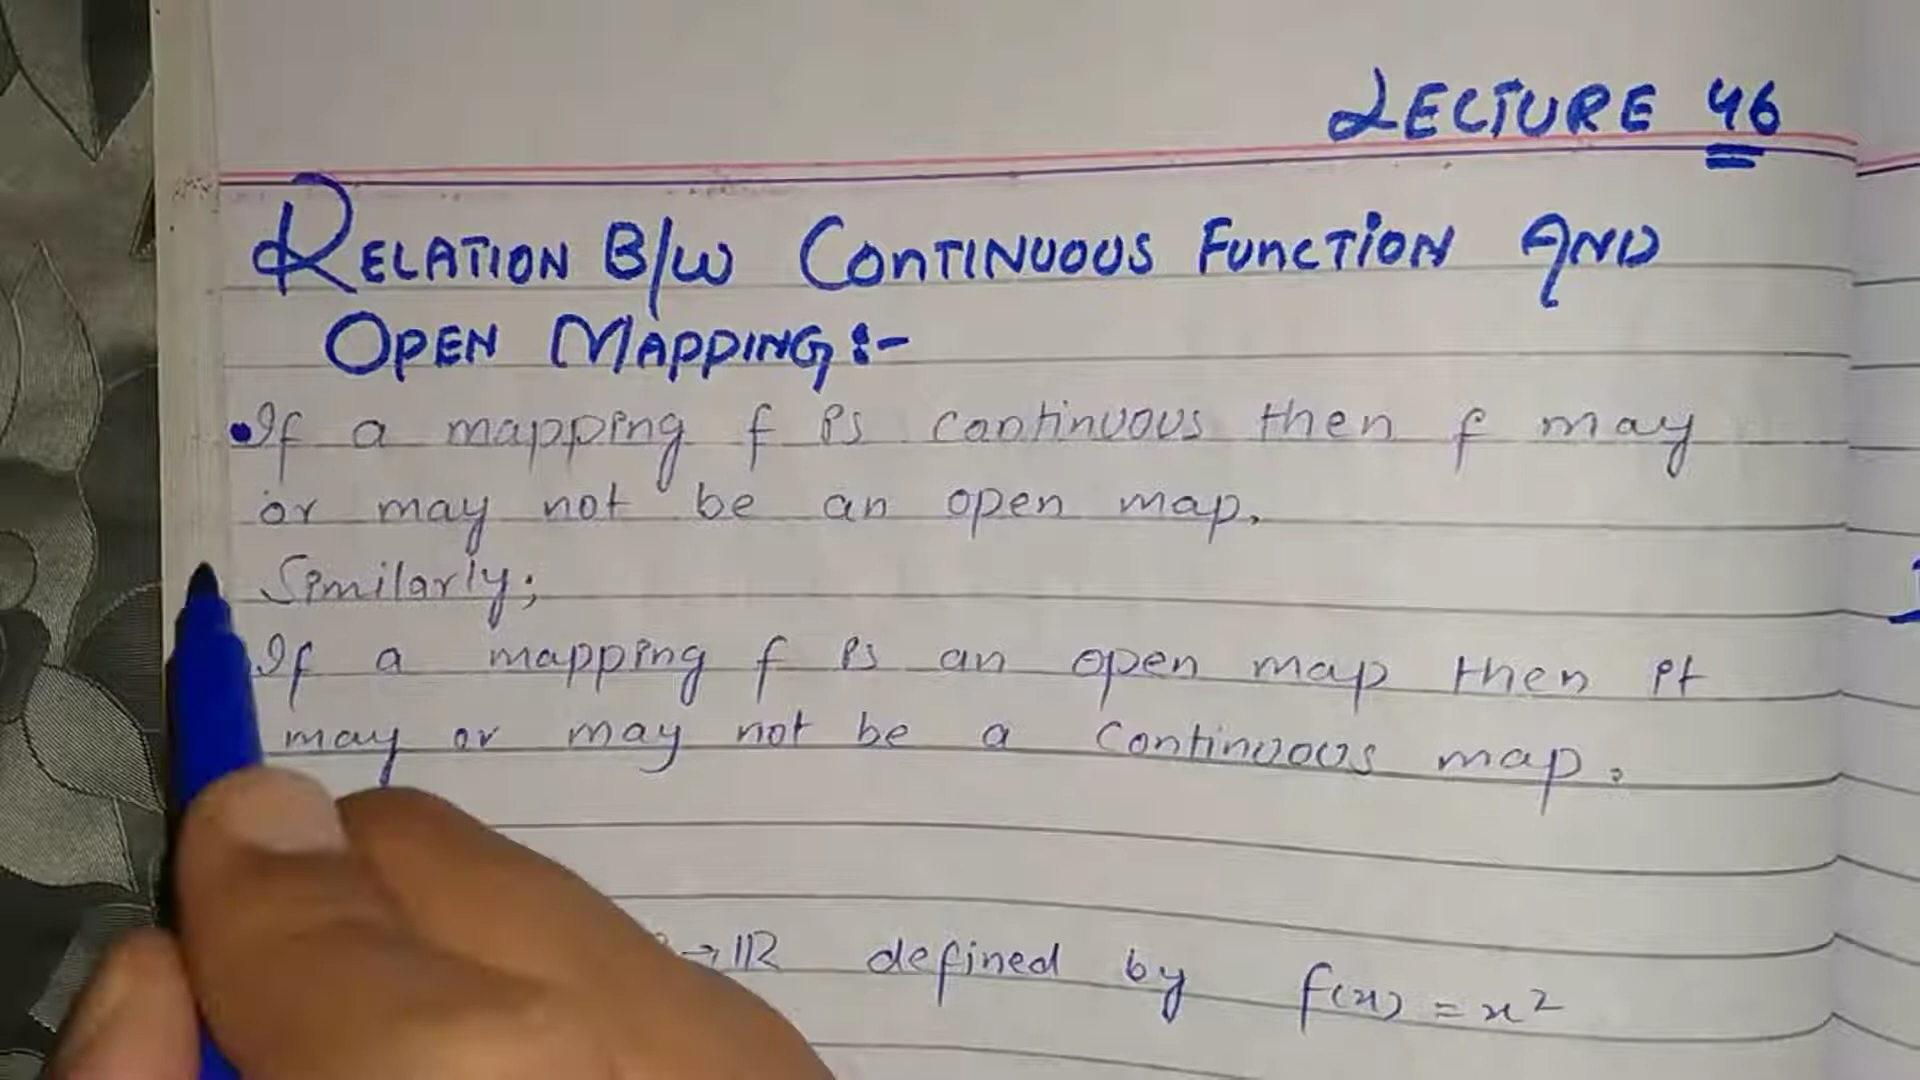 LECTURE 46
RELATION B/W CONTINUOUS FUNCTION AND
OPEN MAPPING:-
•If a mapping f is continuous then f may
or may not be an open map.
Similarly;
If a mapping f is an open map then it
may or may not be a continuous map.
→ℝ defined by f(x) = x²